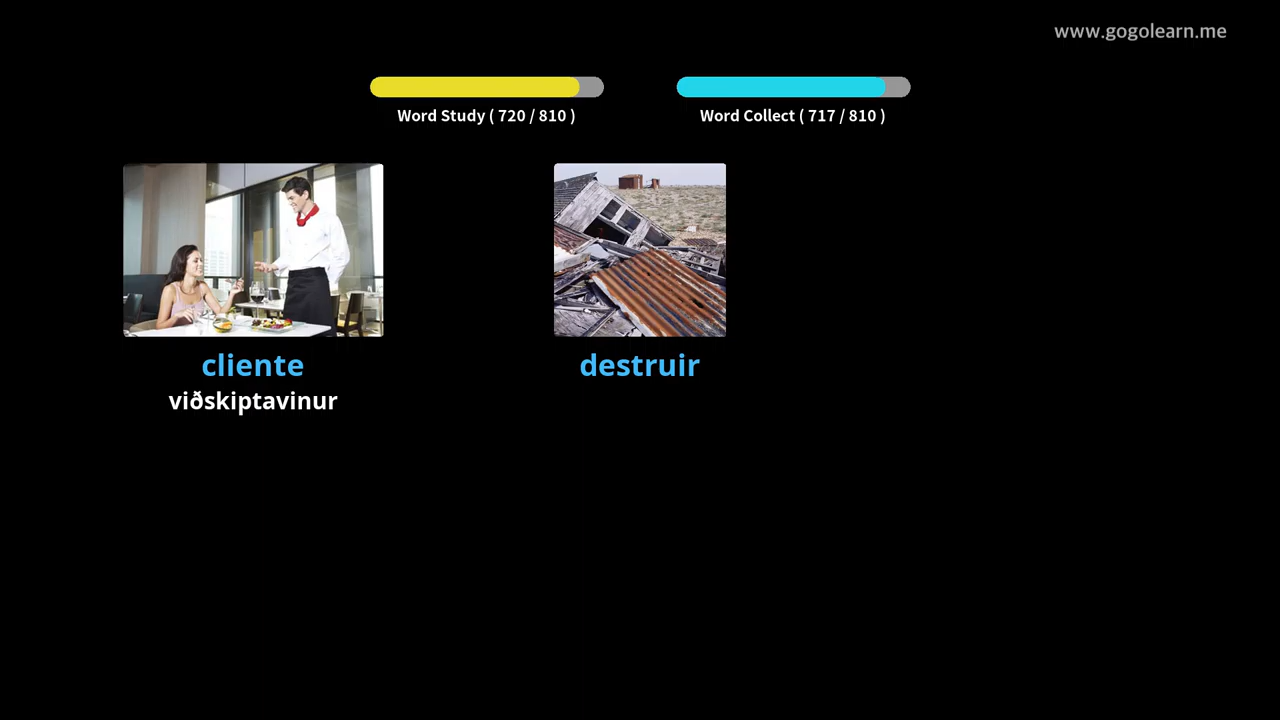 www.gogolearn.me
Word Study ( 720 / 810 )
Word Collect ( 717 / 810 )
cliente
viðskiptavinur
destruir